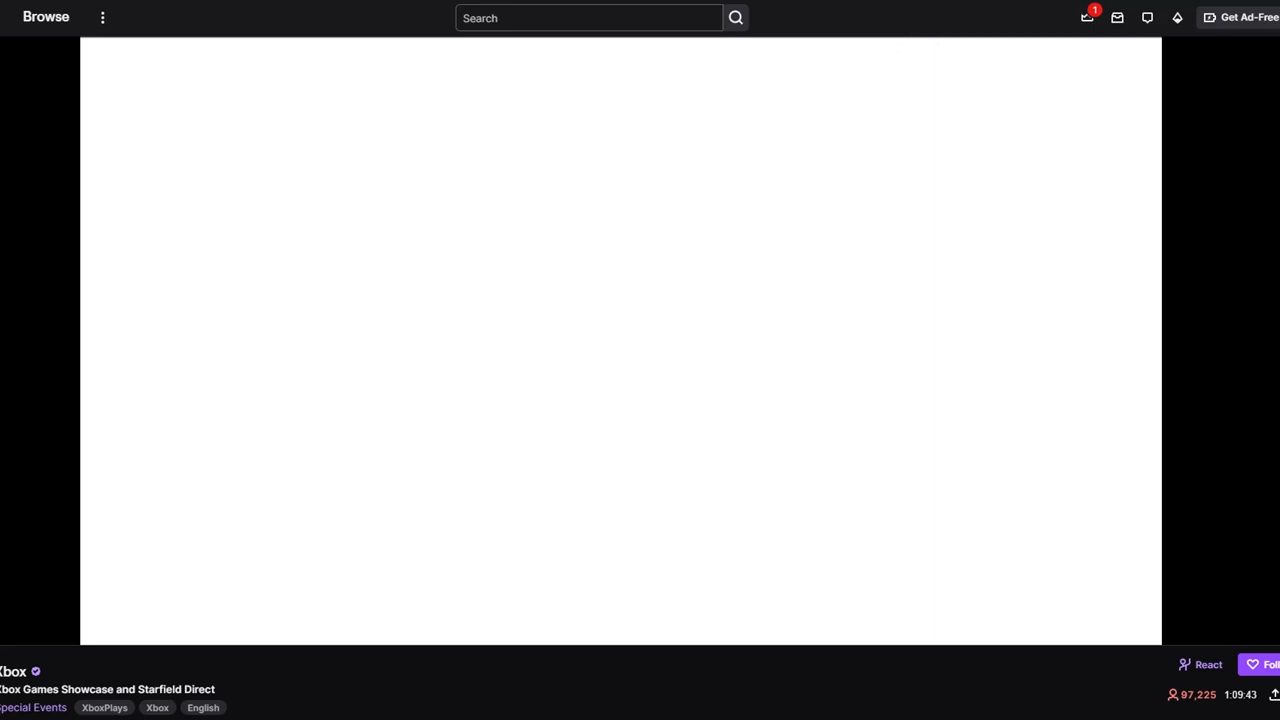 Browse
Search
1
Get Ad-Free
Xbox
React
Foll
Xbox Games Showcase and Starfield Direct
97,225
1:09:43
Special Events
XboxPlays
Xbox
English